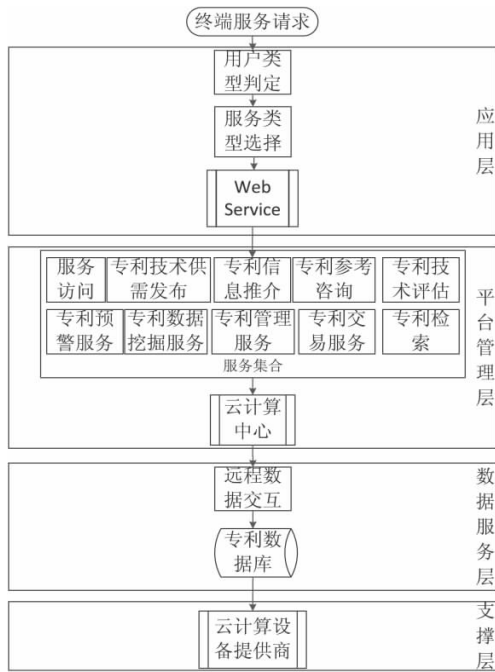 终端服务请求
用户类
型判定
服务类
型选择
Web
Service
应
用
层
服务
访问
专利技术供
需发布
专利信
息推介
专利参考
咨询
专利技
术评估
专利预
警服务
专利数据
挖掘服务
专利管理
服务
专利交
易服务
专利检
索
服务集合
云计算
中心
平
台
管
理
层
远程数
据交互
专利数
据库
数
据
服
务
层
云计算设
备提供商
支
撑
层